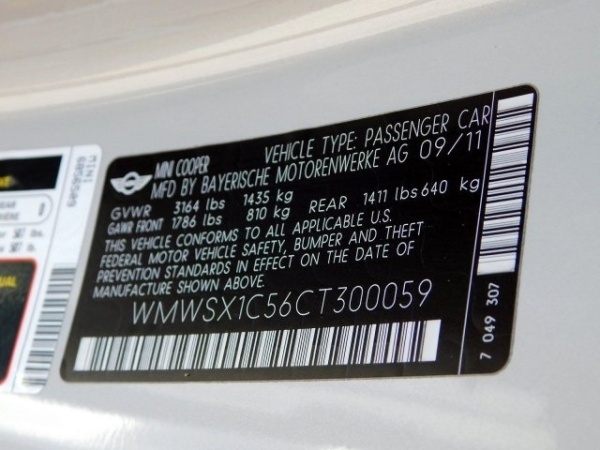 MINI COOPER VEHICLE TYPE: PASSENGER CAR
MFD BY BAYERISCHE MOTORENWERKE AG 09/11
GVWR 3164 lbs 1435 kg
GAWR FRONT 1786 lbs 810 kg REAR 1411 lbs 640 kg
THIS VEHICLE CONFORMS TO ALL APPLICABLE U.S.
FEDERAL MOTOR VEHICLE SAFETY, BUMPER AND THEFT
PREVENTION STANDARDS IN EFFECT ON THE DATE OF
MANUFACTURE SHOWN ABOVE.
WMWSX1C56CT300059
7 049 307
MINI